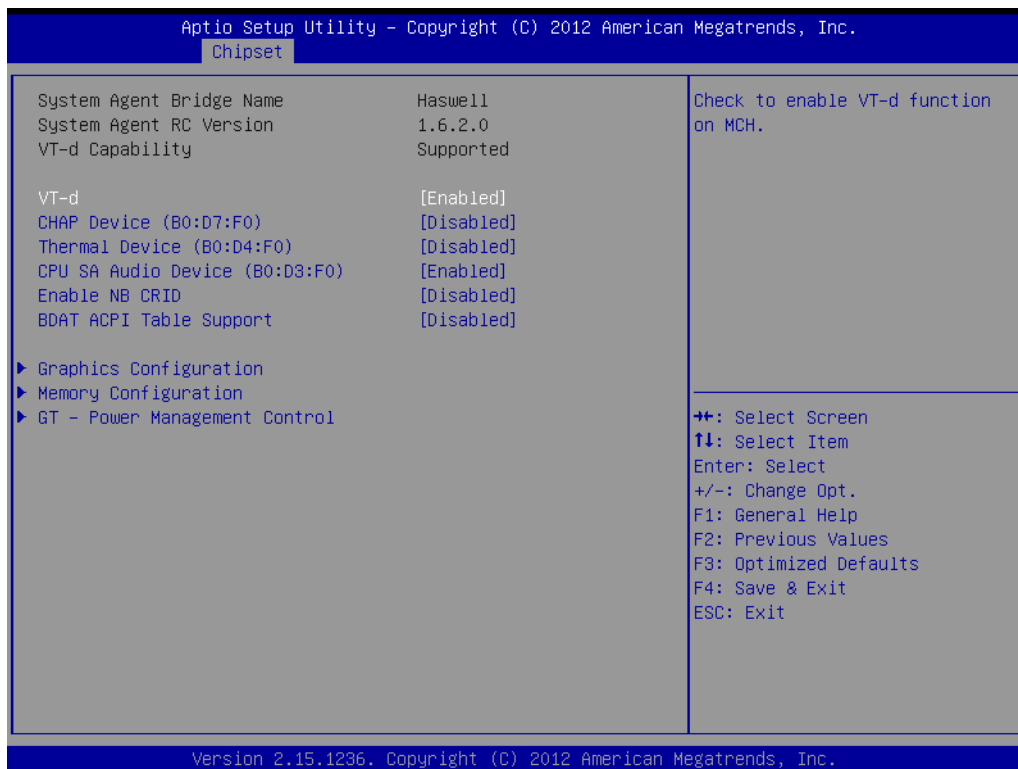 Aptio Setup Utility – Copyright (C) 2012 American Megatrends, Inc.
Chipset
System Agent Bridge Name Haswell
System Agent RC Version 1.6.2.0
VT-d Capability Supported
VT-d [Enabled]
CHAP Device (B0:D7:F0) [Disabled]
Thermal Device (B0:D4:F0) [Disabled]
CPU SA Audio Device (B0:D3:F0) [Enabled]
Enable NB CRID [Disabled]
BDAT ACPI Table Support [Disabled]
Graphics Configuration
Memory Configuration
GT – Power Management Control
Check to enable VT-d function
on MCH.
→←: Select Screen
↑↓: Select Item
Enter: Select
+/-: Change Opt.
F1: General Help
F2: Previous Values
F3: Optimized Defaults
F4: Save & Exit
ESC: Exit
Version 2.15.1236. Copyright (C) 2012 American Megatrends, Inc.